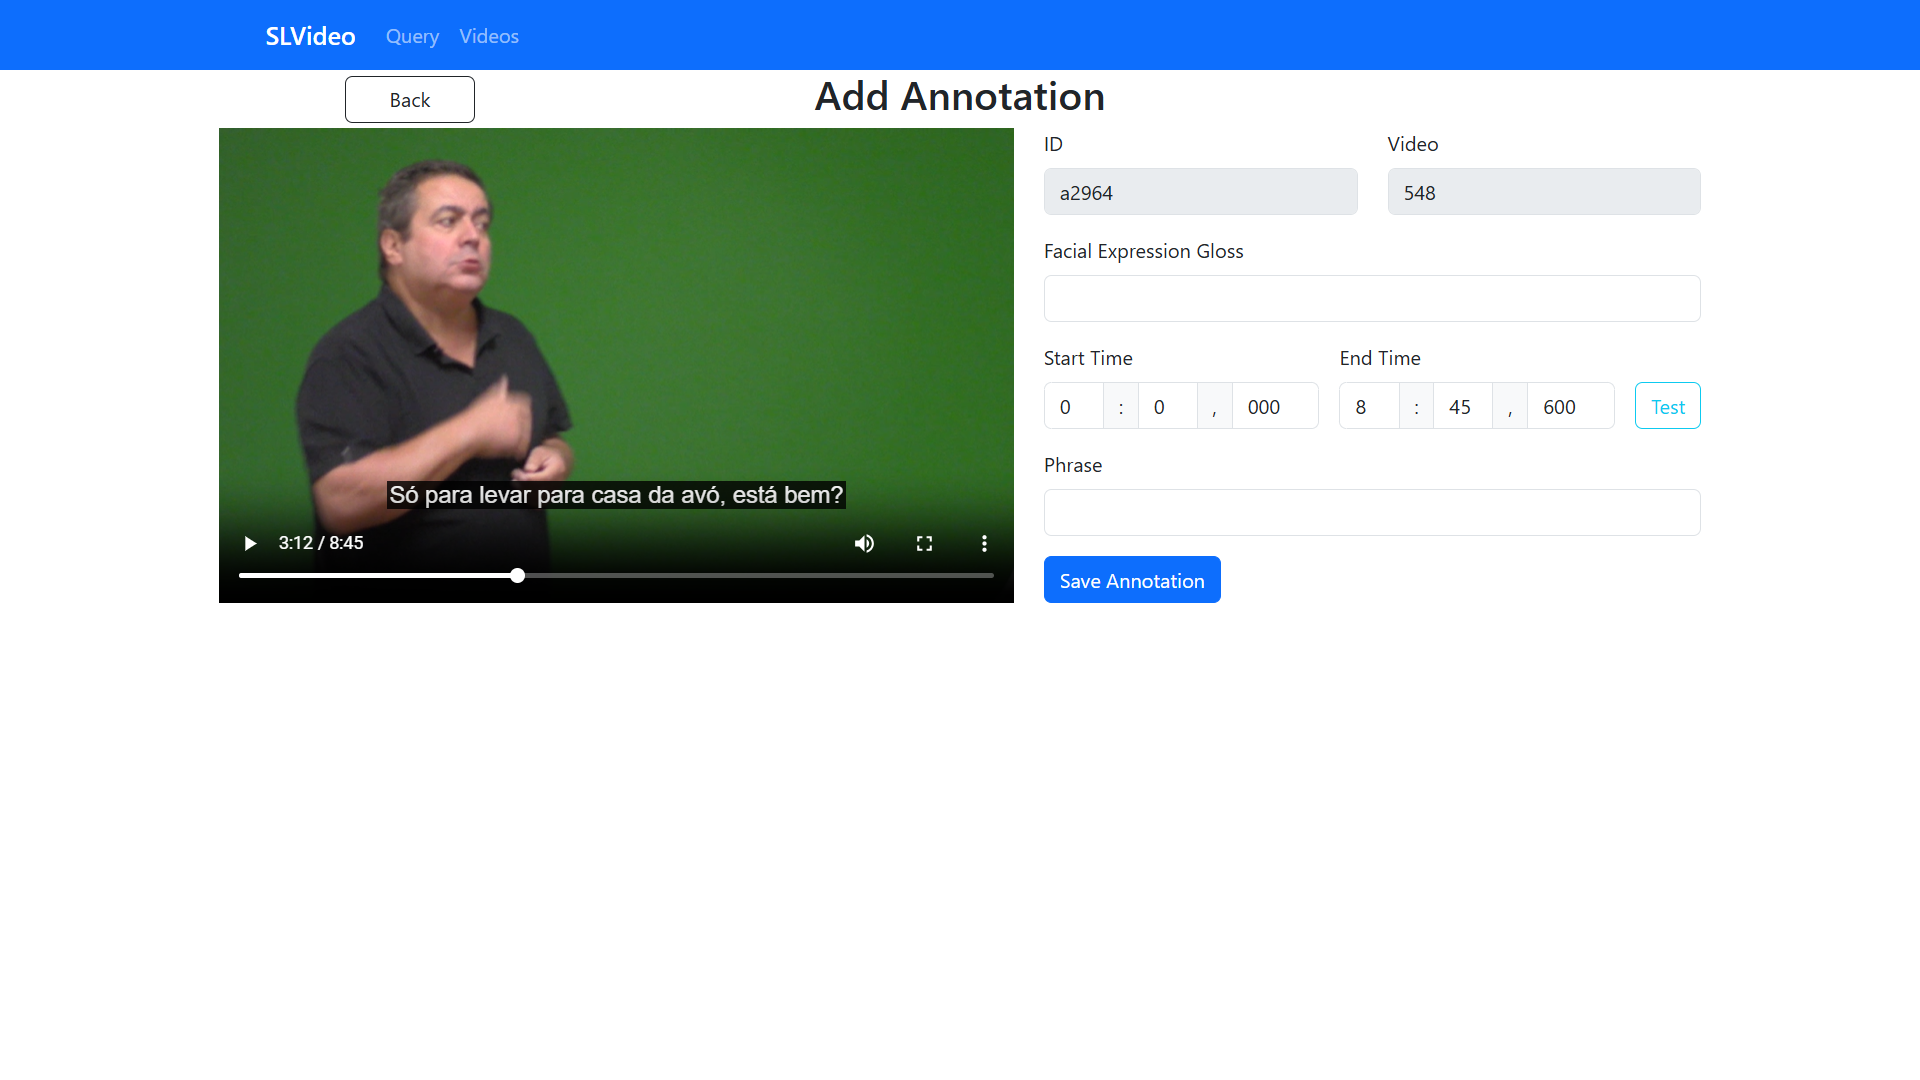 SLVideo Query Videos
Back
Add Annotation
Só para levar para casa da avó, está bem?
3:12 / 8:45
ID
Video
a2964
548
Facial Expression Gloss
Start Time
End Time
0 : 0 , 000
8 : 45 , 600
Test
Phrase
Save Annotation